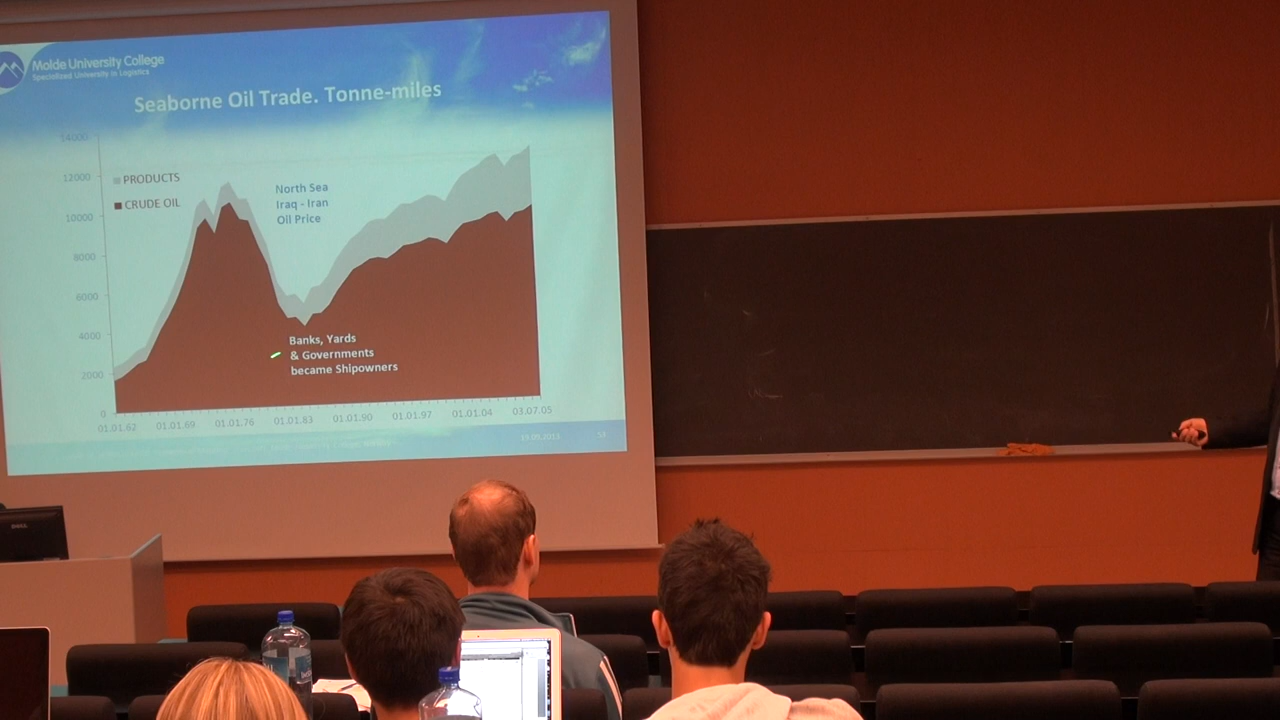 Molde University College
Specialized University in Logistics
Seaborne Oil Trade. Tonne-miles
14000
12000
10000
8000
6000
4000
2000
0
PRODUCTS
CRUDE OIL
North Sea
Iraq - Iran
Oil Price
Banks, Yards
& Governments
became Shipowners
01.01.62 01.01.69 01.01.76 01.01.83 01.01.90 01.01.97 01.01.04 03.07.05
DELL